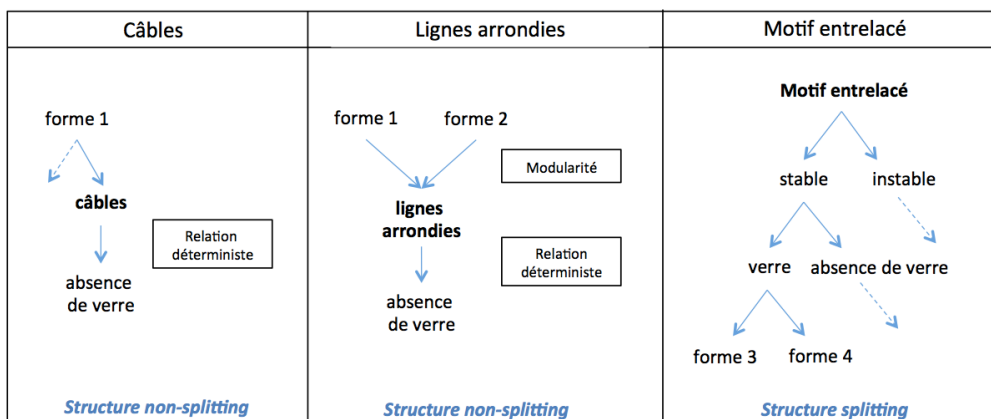 Câbles
forme 1
câbles
Relation
déterministe
absence
de verre
Structure non-splitting
Lignes arrondies
forme 1 forme 2
Modularité
lignes
arrondies
Relation
déterministe
absence
de verre
Structure non-splitting
Motif entrelacé
Motif entrelacé
stable instable
verre absence de verre
forme 3 forme 4
Structure splitting